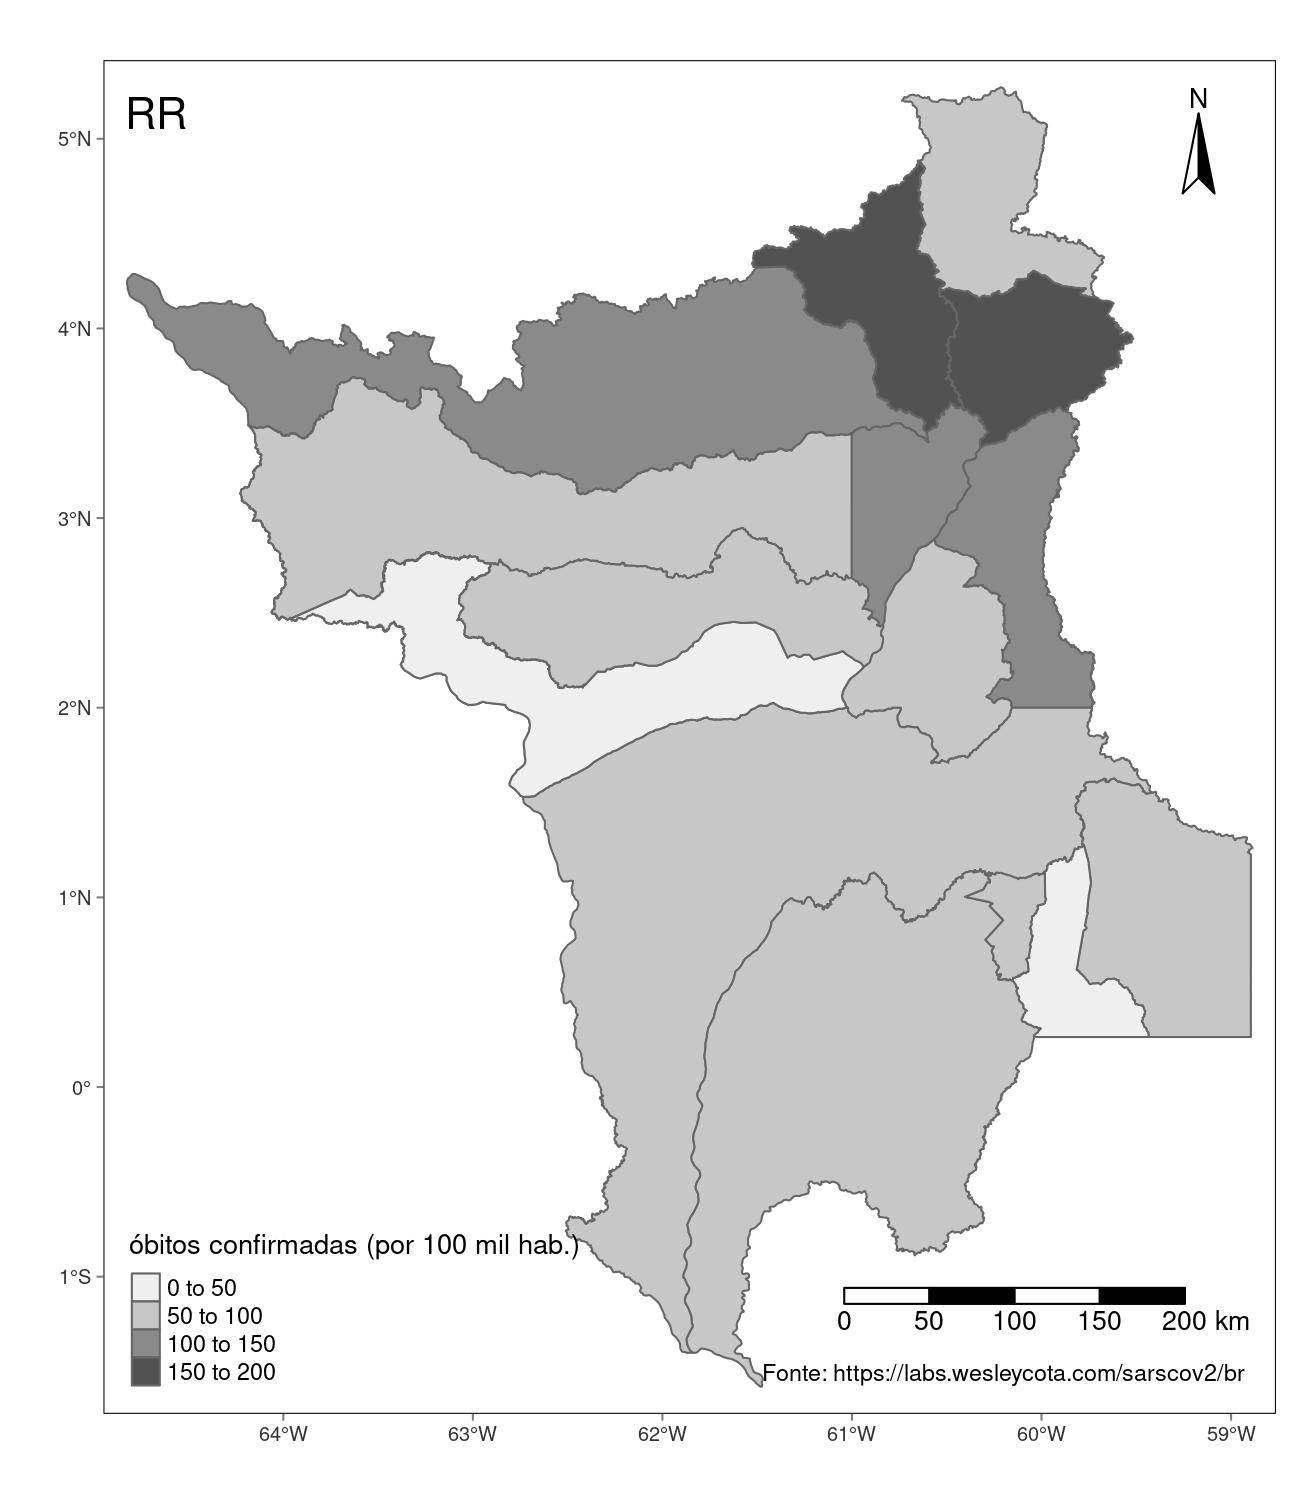 RR
N
5°N
4°N
3°N
2°N
1°N
0°
1°S
óbitos confirmadas (por 100 mil hab.)
0 to 50
50 to 100
100 to 150
150 to 200
0 50 100 150 200 km
Fonte: https://labs.wesleycota.com/sarscov2/br
64°W 63°W 62°W 61°W 60°W 59°W